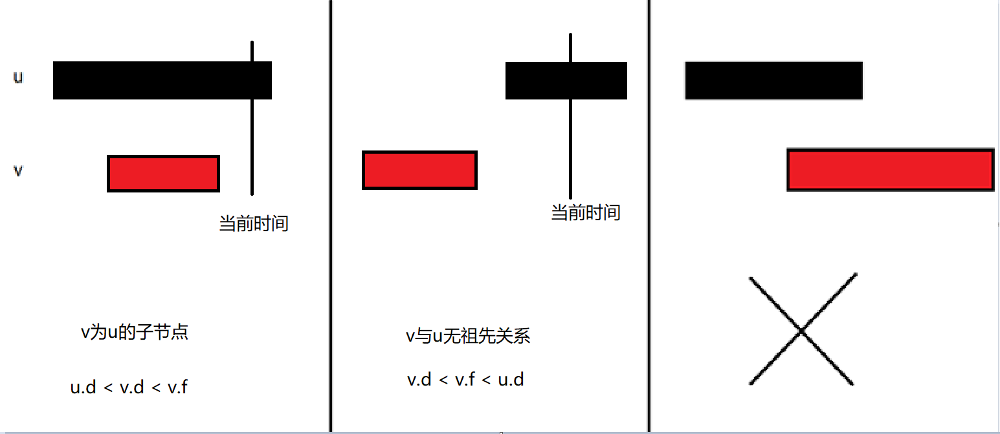 u
v
当前时间
v为u的子节点
u.d < v.d < v.f
当前时间
v与u无祖先关系
v.d < v.f < u.d